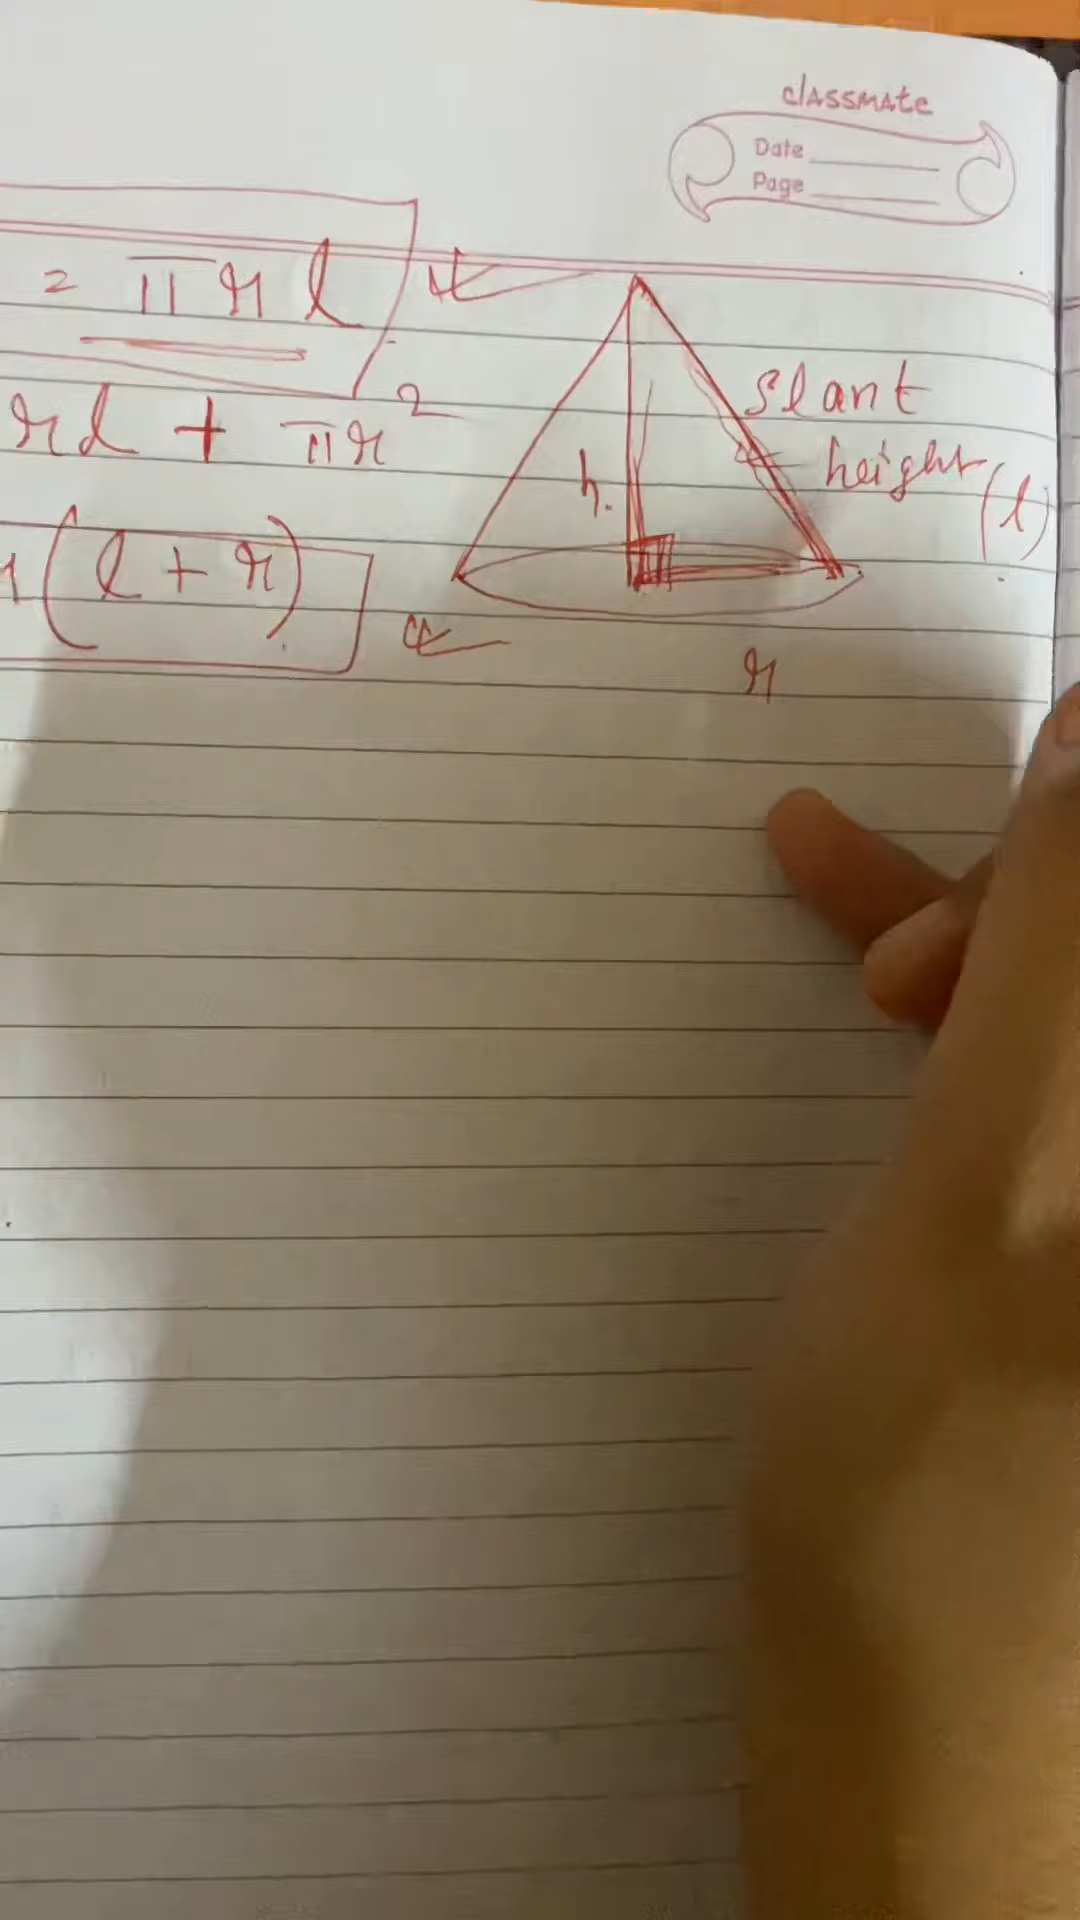 classmate
Date
Page
= πrl
rl + πr²
(l + r)
slant
height
(l)
h.
r